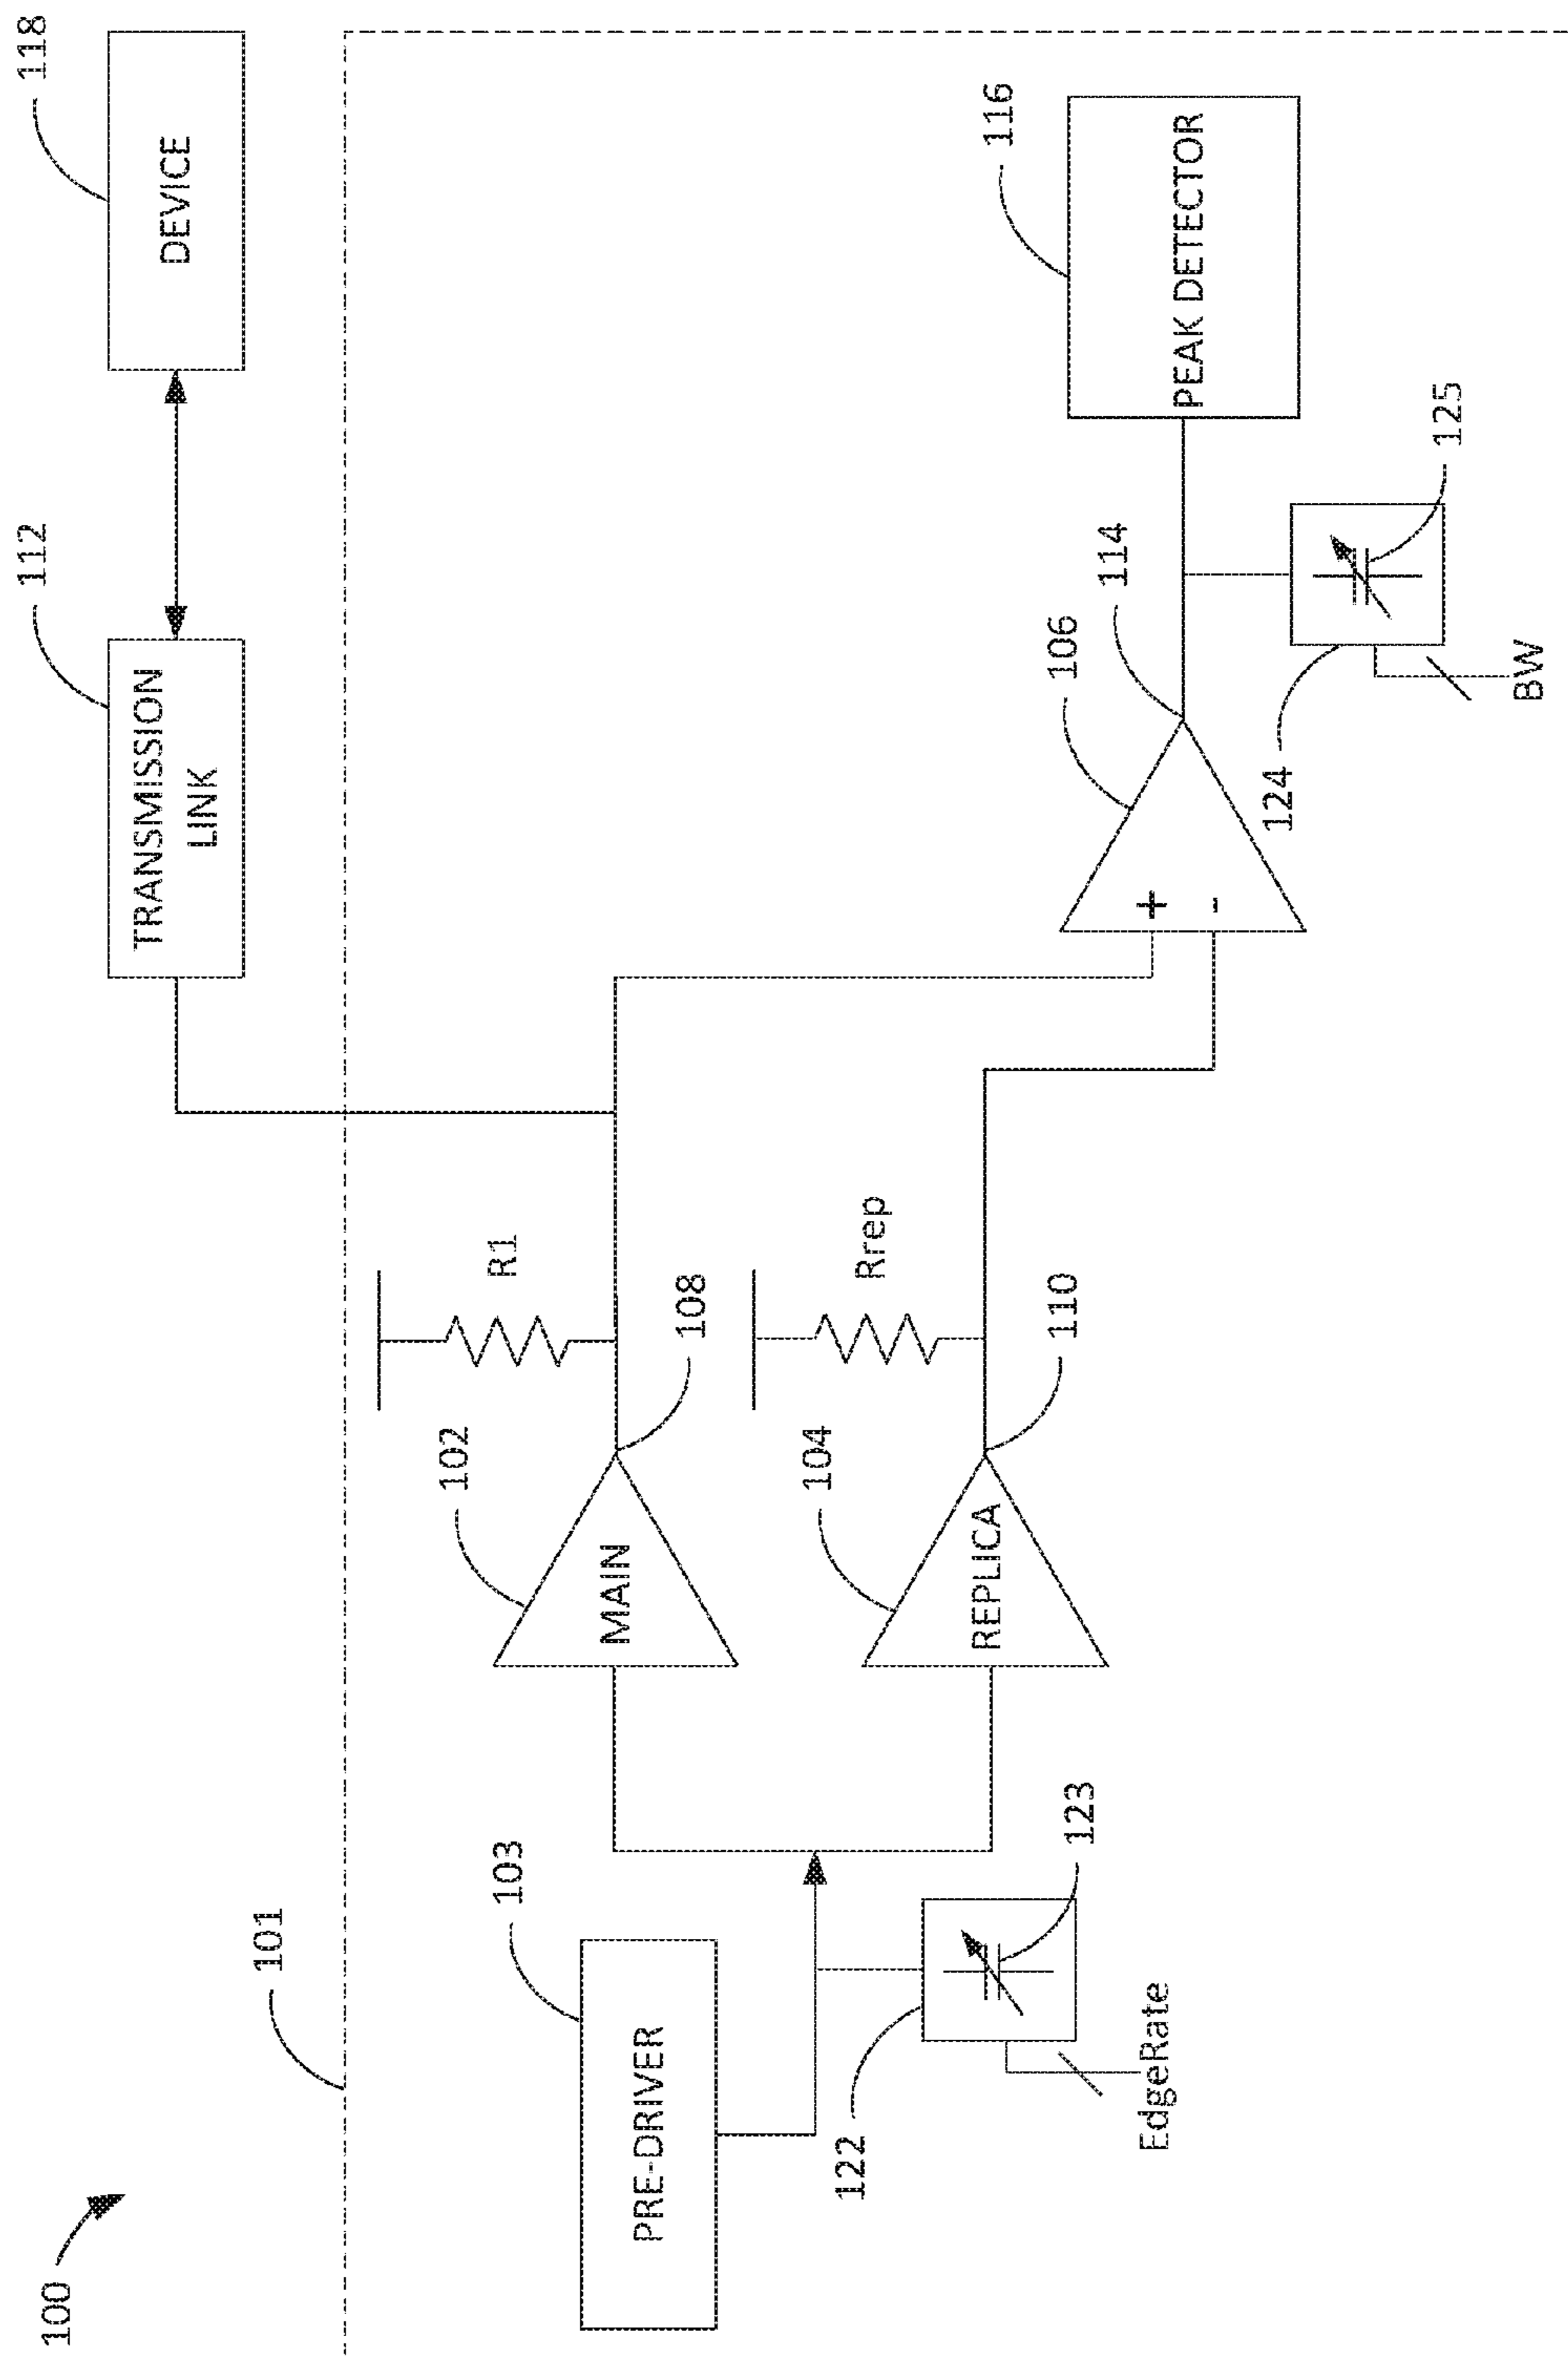 100
101
118
DEVICE
112
TRANSMISSION
LINK
103
PRE-DRIVER
122
123
EdgeRate
102
MAIN
108
R1
104
REPLICA
110
Rrep
106
+
-
114
124
125
BW
116
PEAK DETECTOR